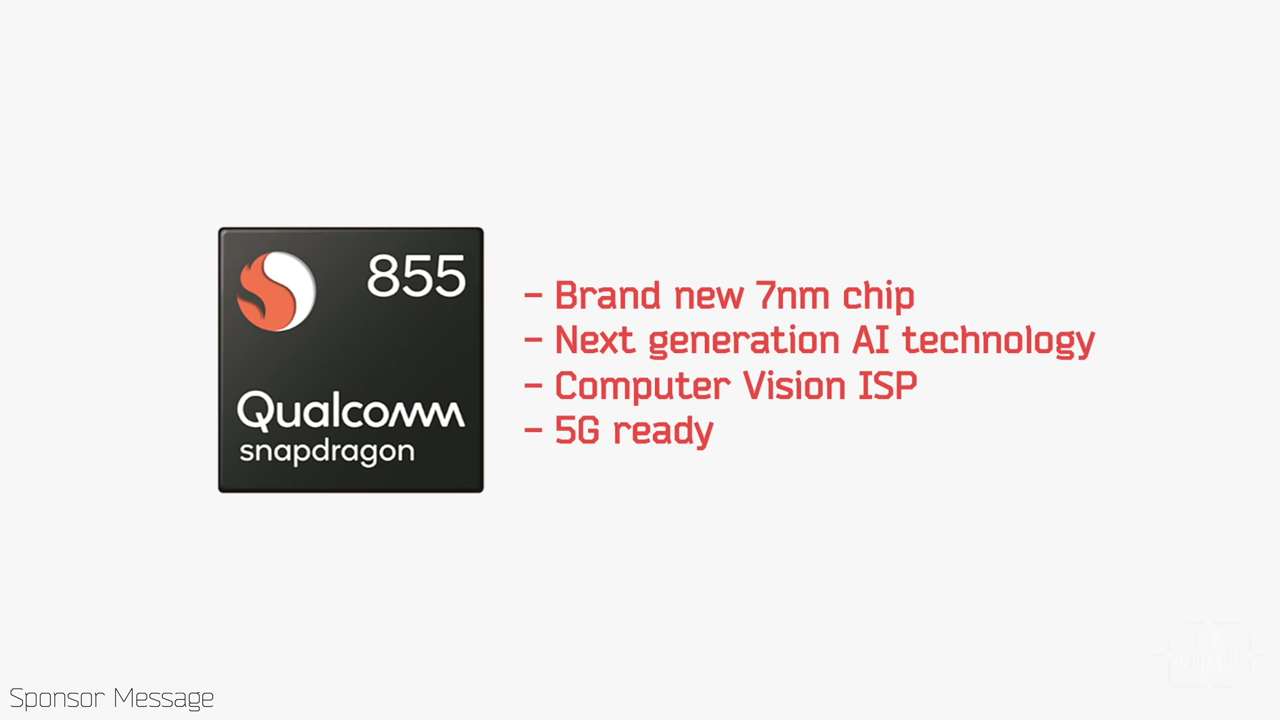 855
Qualcomm
snapdragon
– Brand new 7nm chip
– Next generation AI technology
– Computer Vision ISP
– 5G ready
Sponsor Message